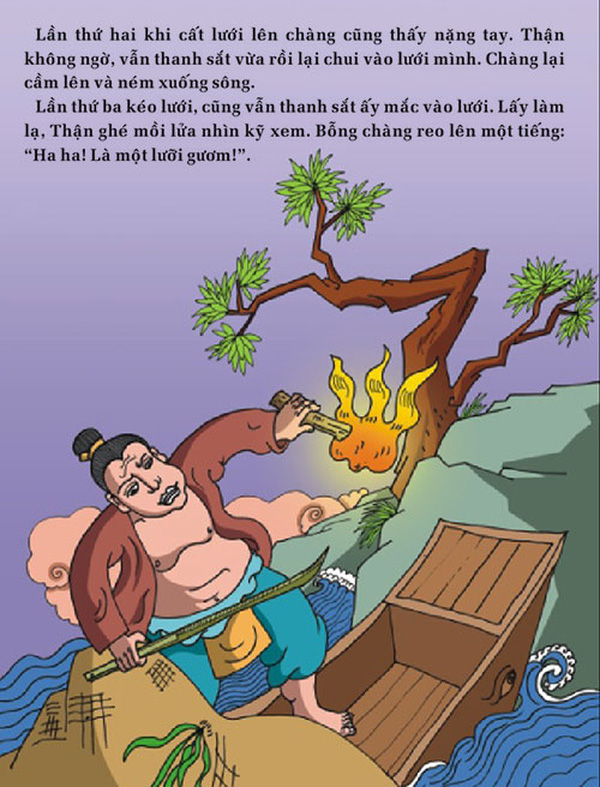 Lần thứ hai khi cất lưới lên chàng cũng thấy nặng tay. Thận
không ngờ, vẫn thanh sắt vừa rồi lại chui vào lưới mình. Chàng lại
cầm lên và ném xuống sông.
Lần thứ ba kéo lưới, cũng vẫn thanh sắt ấy mắc vào lưới. Lấy làm
lạ, Thận ghé mồi lửa nhìn kỹ xem. Bỗng chàng reo lên một tiếng:
“Ha ha! Là một lưỡi gươm!”.